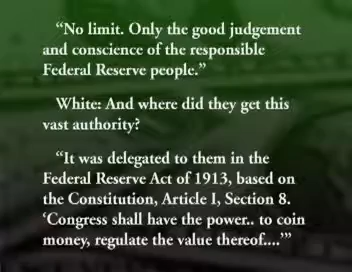 “No limit. Only the good judgement
and conscience of the responsible
Federal Reserve people.”
White: And where did they get this
vast authority?
“It was delegated to them in the
Federal Reserve Act of 1913, based on
the Constitution, Article I, Section 8.
‘Congress shall have the power.. to coin
money, regulate the value thereof....’”